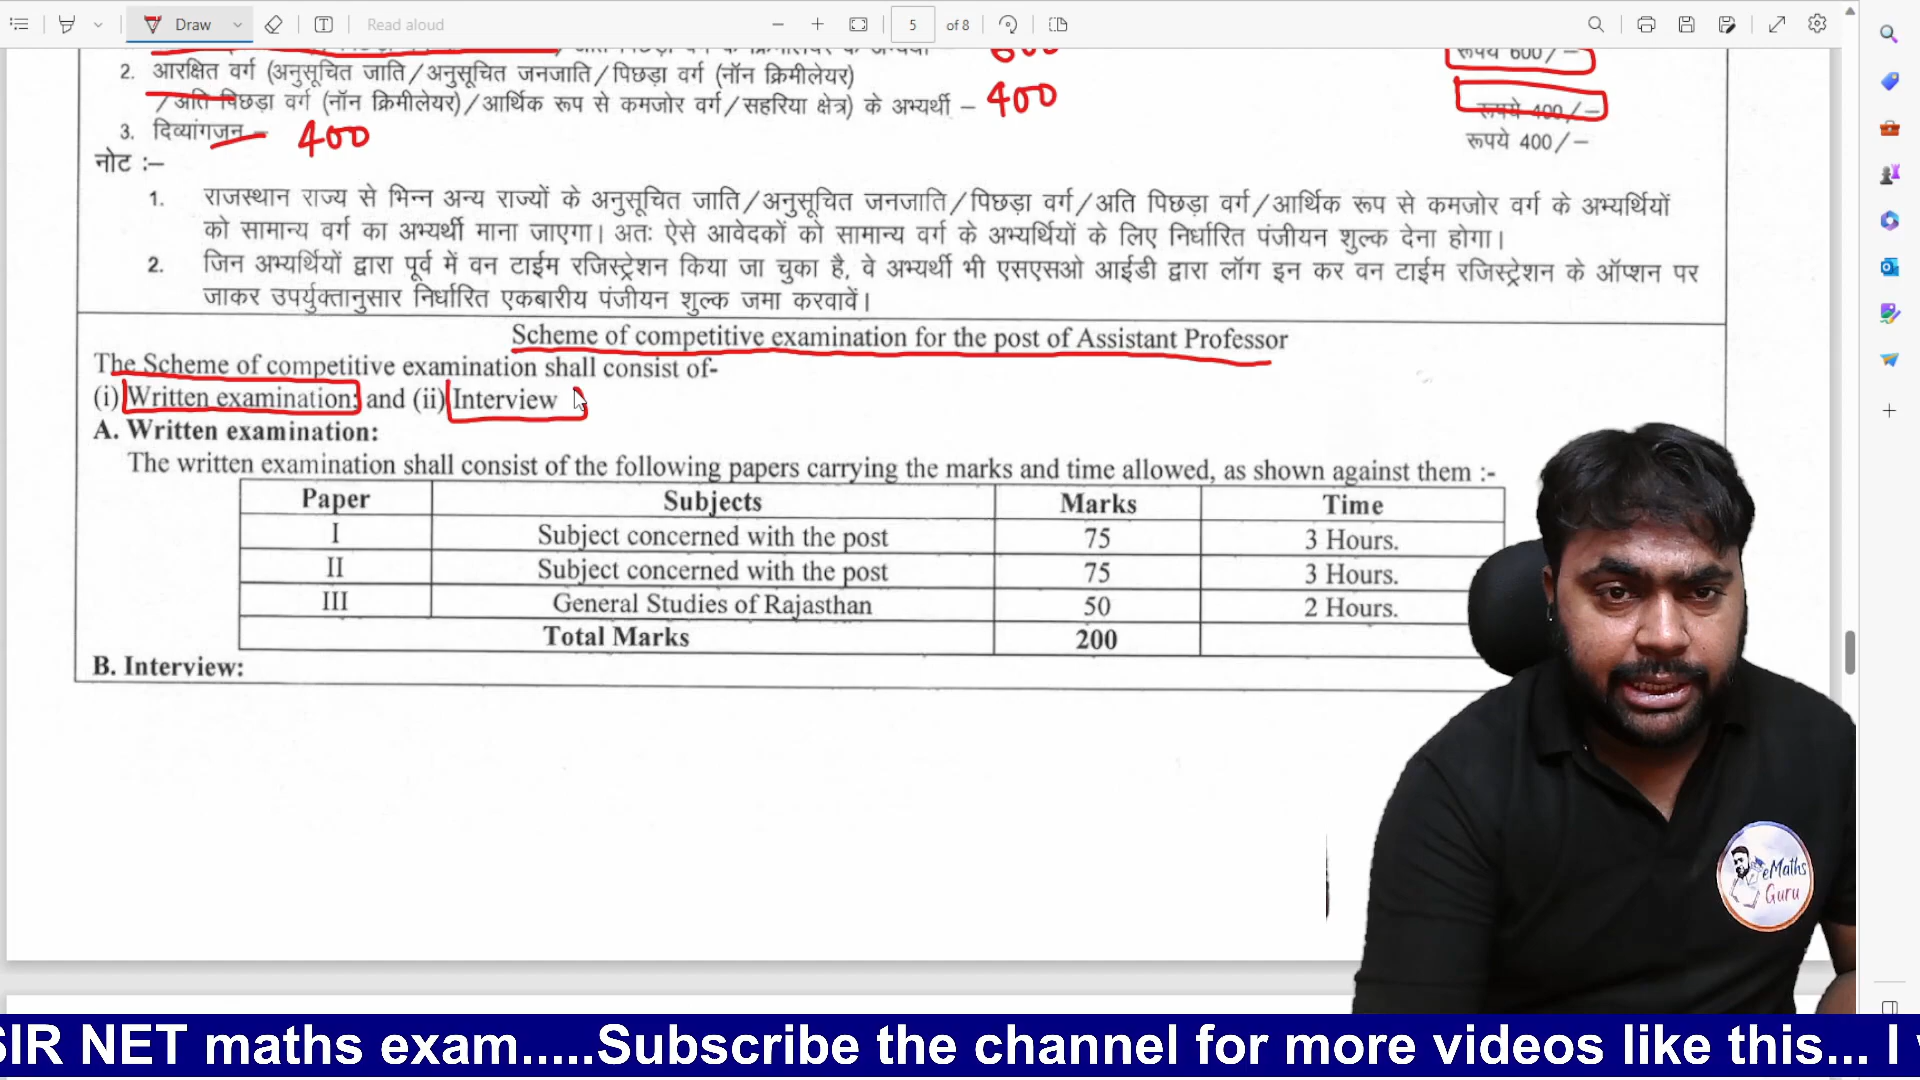 Draw
Read aloud
5
of 8
रूपये 600/–
2. आरक्षित वर्ग (अनुसूचित जाति/अनुसूचित जनजाति/पिछड़ा वर्ग (नॉन क्रिमीलेयर)
/अति पिछड़ा वर्ग (नॉन क्रिमीलेयर)/आर्थिक रूप से कमजोर वर्ग/सहरिया क्षेत्र) के अभ्यर्थी – 400
रूपये 400/–
3. दिव्यांगजन – 400
रूपये 400/–
नोट :–
1. राजस्थान राज्य से भिन्न अन्य राज्यों के अनुसूचित जाति/अनुसूचित जनजाति/पिछड़ा वर्ग/अति पिछड़ा वर्ग/आर्थिक रूप से कमजोर वर्ग के अभ्यर्थियों
को सामान्य वर्ग का अभ्यर्थी माना जाएगा। अतः ऐसे आवेदकों को सामान्य वर्ग के अभ्यर्थियों के लिए निर्धारित पंजीयन शुल्क देना होगा।
2. जिन अभ्यर्थियों द्वारा पूर्व में वन टाईम रजिस्ट्रेशन किया जा चुका है, वे अभ्यर्थी भी एसएसओ आईडी द्वारा लॉग इन कर वन टाईम रजिस्ट्रेशन के ऑप्शन पर
जाकर उपर्युक्तानुसार निर्धारित एकबारीय पंजीयन शुल्क जमा करवावें।
Scheme of competitive examination for the post of Assistant Professor
The Scheme of competitive examination shall consist of-
(i) Written examination; and (ii) Interview
A. Written examination:
The written examination shall consist of the following papers carrying the marks and time allowed, as shown against them :-
Paper Subjects Marks Time
I Subject concerned with the post 75 3 Hours.
II Subject concerned with the post 75 3 Hours.
III General Studies of Rajasthan 50 2 Hours.
Total Marks 200
B. Interview:
eMaths
Guru
SIR NET maths exam.....Subscribe the channel for more videos like this... I